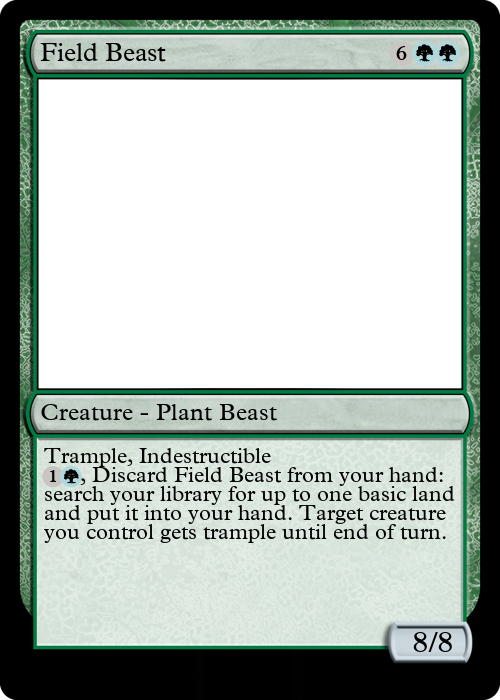 Field Beast 6
Creature - Plant Beast
Trample, Indestructible
1 , Discard Field Beast from your hand:
search your library for up to one basic land
and put it into your hand. Target creature
you control gets trample until end of turn.
8/8